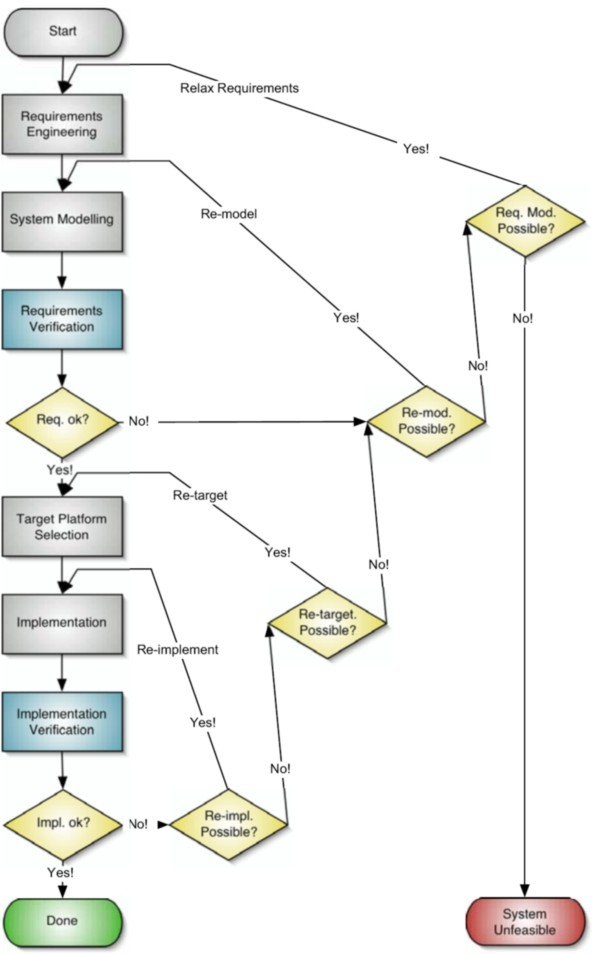 Start
Relax Requirements
Requirements
Engineering
Yes!
System Modelling
Re-model
Req. Mod.
Possible?
Requirements
Verification
Yes!
No!
No!
Req. ok?
No!
Re-mod.
Possible?
Yes!
Re-target
Target Platform
Selection
Yes!
No!
Implementation
Re-target.
Possible?
Re-implement
Implementation
Verification
Yes!
No!
Impl. ok?
No!
Re-impl.
Possible?
Yes!
Done
System
Unfeasible